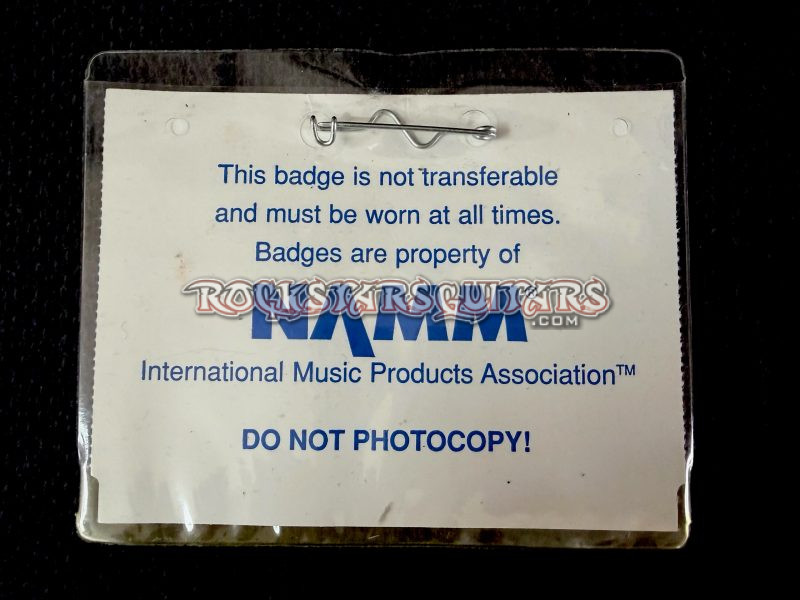 This badge is not transferable
and must be worn at all times.
Badges are property of
NAMM
RockStarsGuitars
.com
International Music Products Association™
DO NOT PHOTOCOPY!